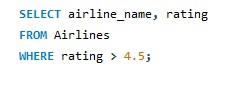 SELECT airline_name, rating
FROM Airlines
WHERE rating > 4.5;